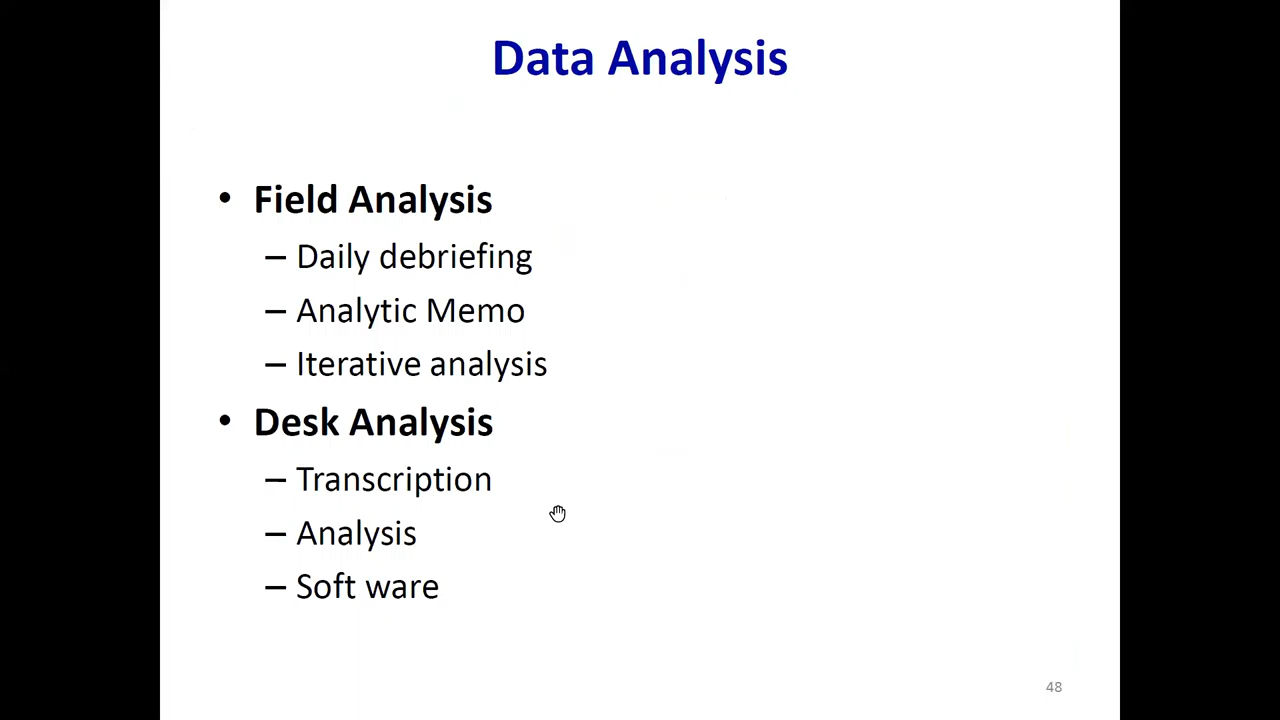 Data Analysis
• Field Analysis
– Daily debriefing
– Analytic Memo
– Iterative analysis
• Desk Analysis
– Transcription
– Analysis
– Soft ware
48